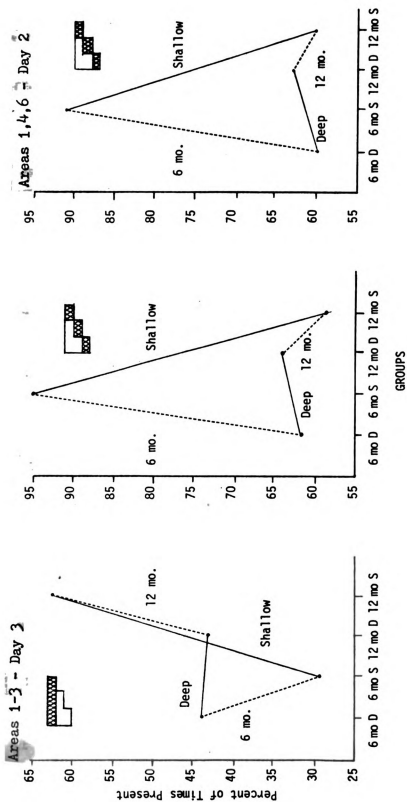 Areas 1-3 - Day 3
Percent of Times Present
65
60
55
50
45
40
35
30
25
12 mo.
Deep
Shallow
6 mo.
6 mo D 6 mo S 12 mo D 12 mo S
95
90
85
80
75
70
65
60
55
Shallow
6 mo.
12 mo.
Deep
6 mo D 6 mo S 12 mo D 12 mo S
GROUPS
Areas 1,4,6 - Day 2
95
90
85
80
75
70
65
60
55
Shallow
6 mo.
12 mo.
Deep
6 mo D 6 mo S 12 mo D 12 mo S